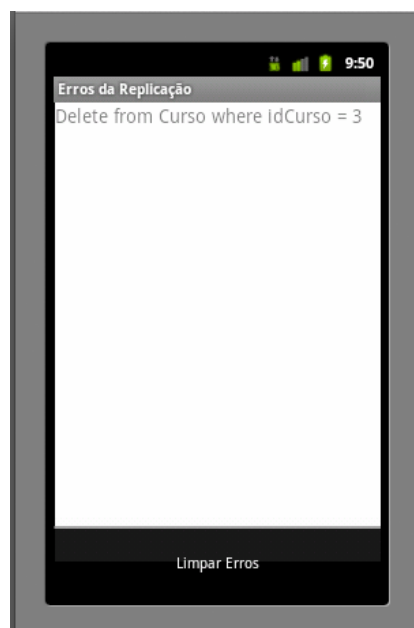 9:50
Erros da Replicação
Delete from Curso where idCurso = 3
Limpar Erros